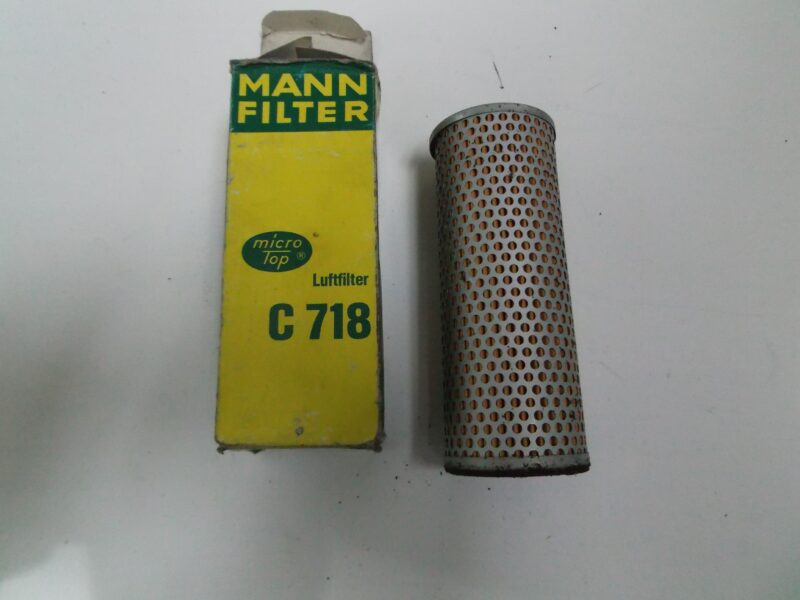 MANN
FILTER
micro
Top ®
Luftfilter
C 718